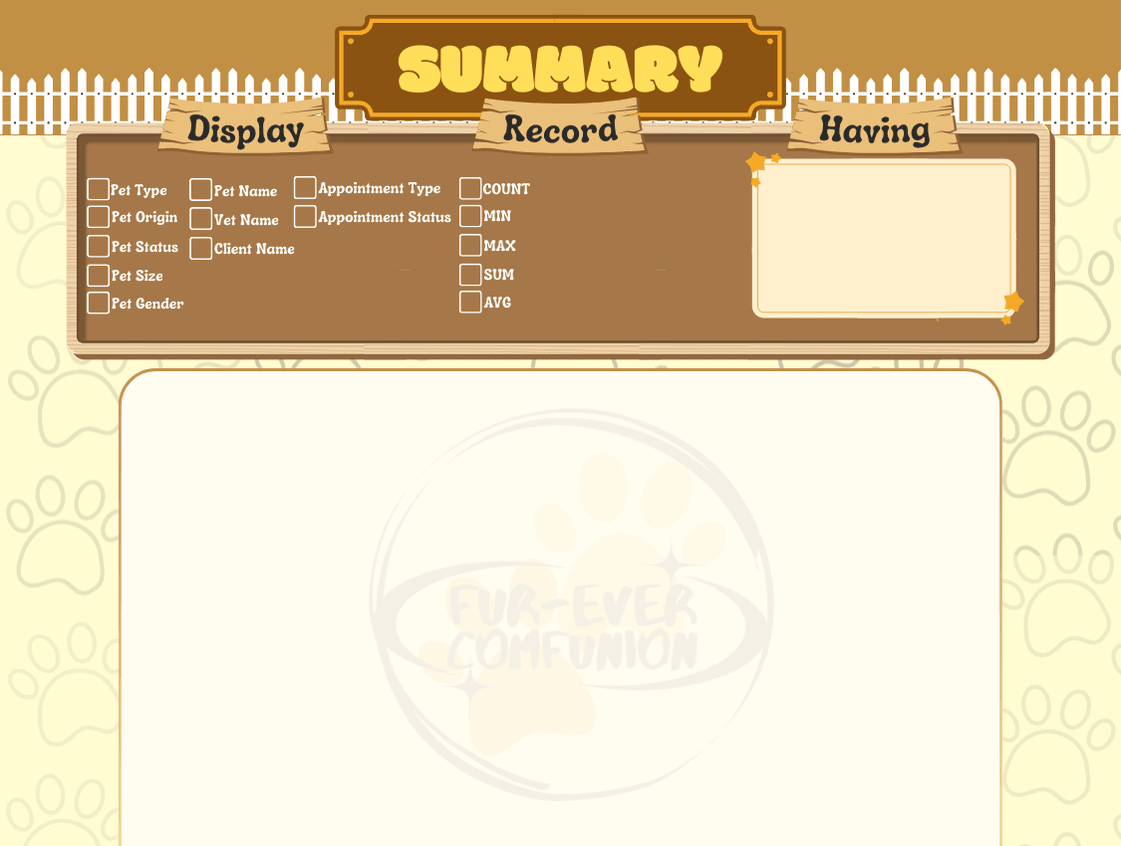 SUMMARY
Display
Record
Having
Pet Type
Pet Origin
Pet Status
Pet Size
Pet Gender
Pet Name
Vet Name
Client Name
Appointment Type
Appointment Status
COUNT
MIN
MAX
SUM
AVG
FUR-EVER
COMFUNION